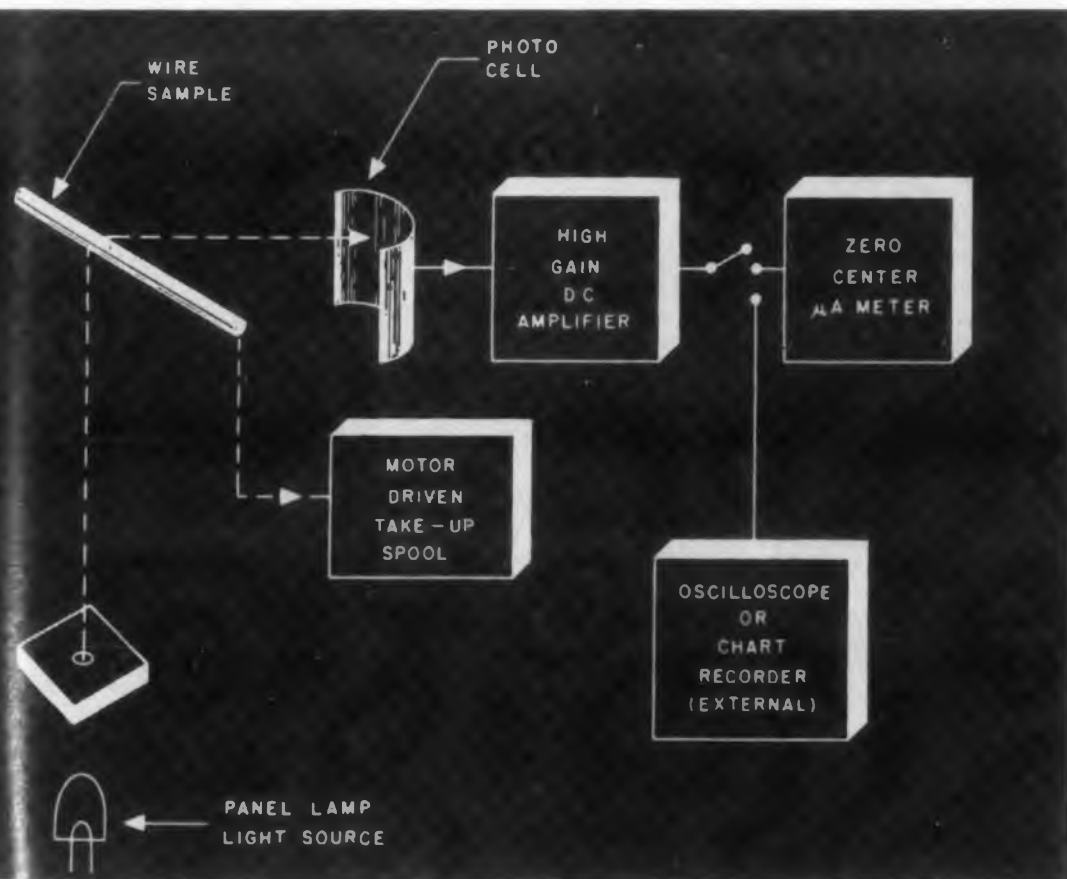 WIRE
SAMPLE
PHOTO
CELL
HIGH
GAIN
DC
AMPLIFIER
ZERO
CENTER
μA METER
MOTOR
DRIVEN
TAKE-UP
SPOOL
OSCILLOSCOPE
OR
CHART
RECORDER
(EXTERNAL)
PANEL LAMP
LIGHT SOURCE